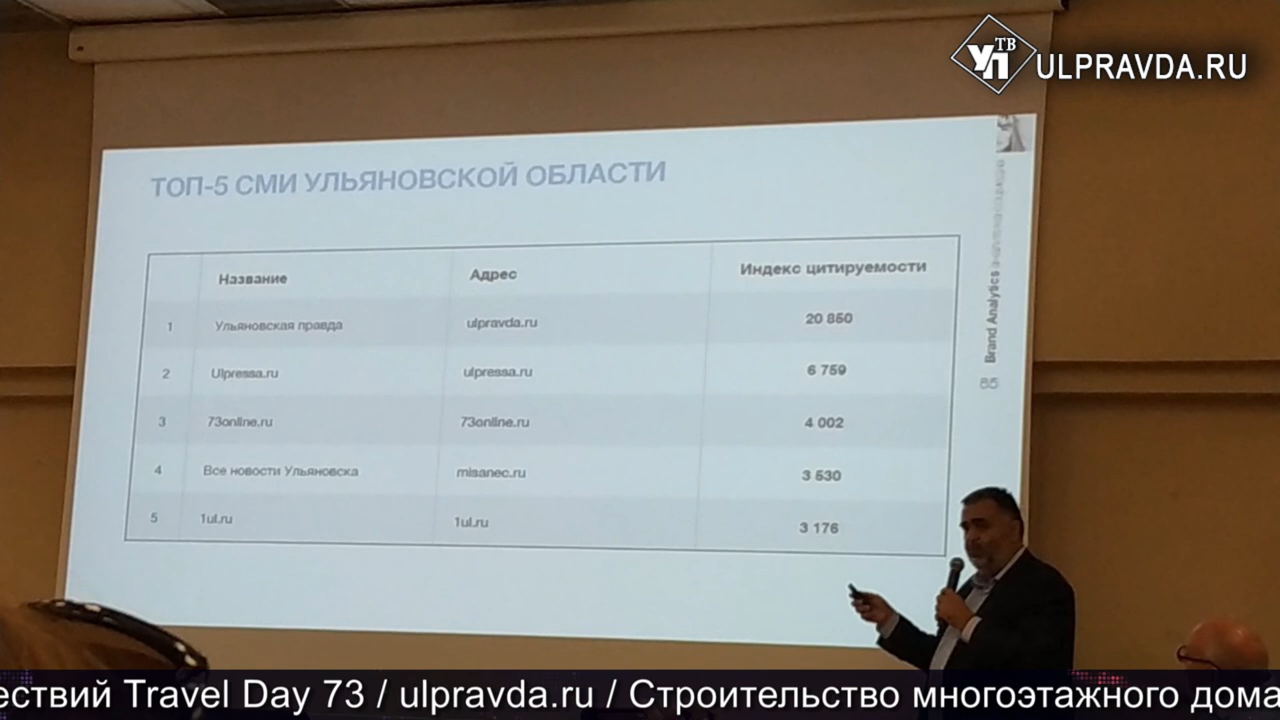 УП ТВ ULPRAVDA.RU
ТОП-5 СМИ УЛЬЯНОВСКОЙ ОБЛАСТИ
Название Адрес Индекс цитируемости
1 Ульяновская правда ulpravda.ru 20 850
2 Ulpressa.ru ulpressa.ru 6 759
3 73online.ru 73online.ru 4 002
4 Все новости Ульяновска misanec.ru 3 530
5 1ul.ru 1ul.ru 3 176
Brand Analytics
85
ествий Travel Day 73 / ulpravda.ru / Строительство многоэтажного дома